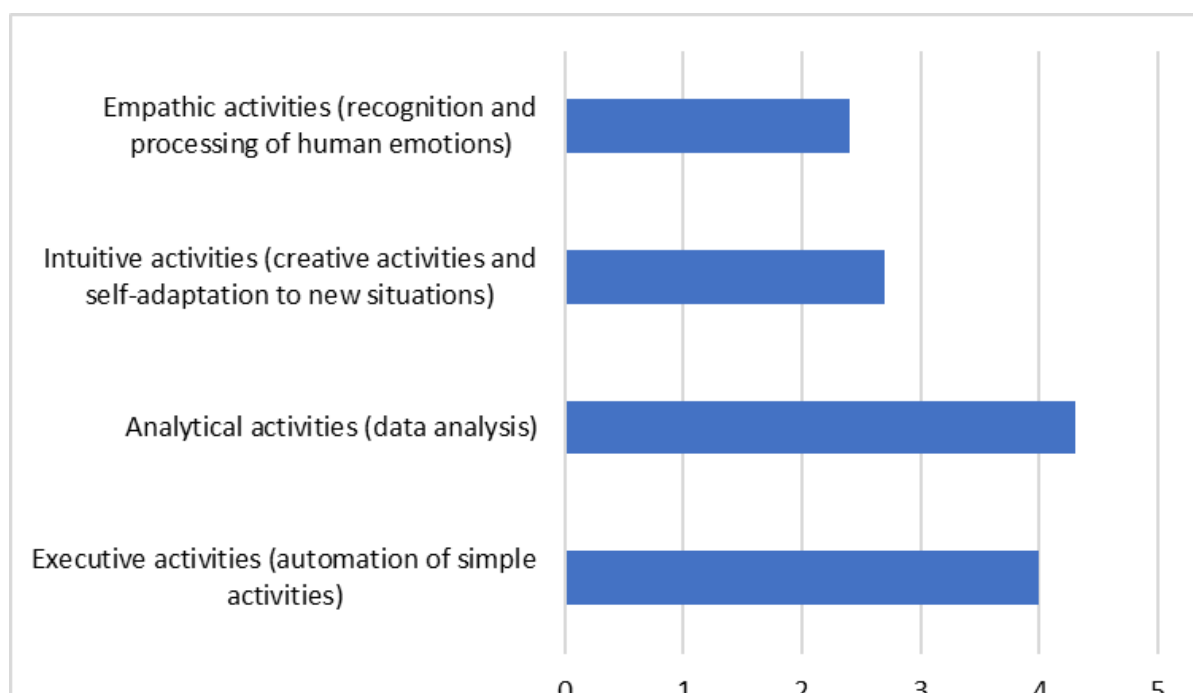 Empathic activities (recognition and
processing of human emotions)
Intuitive activities (creative activities and
self-adaptation to new situations)
Analytical activities (data analysis)
Executive activities (automation of simple
activities)
0 1 2 3 4 5